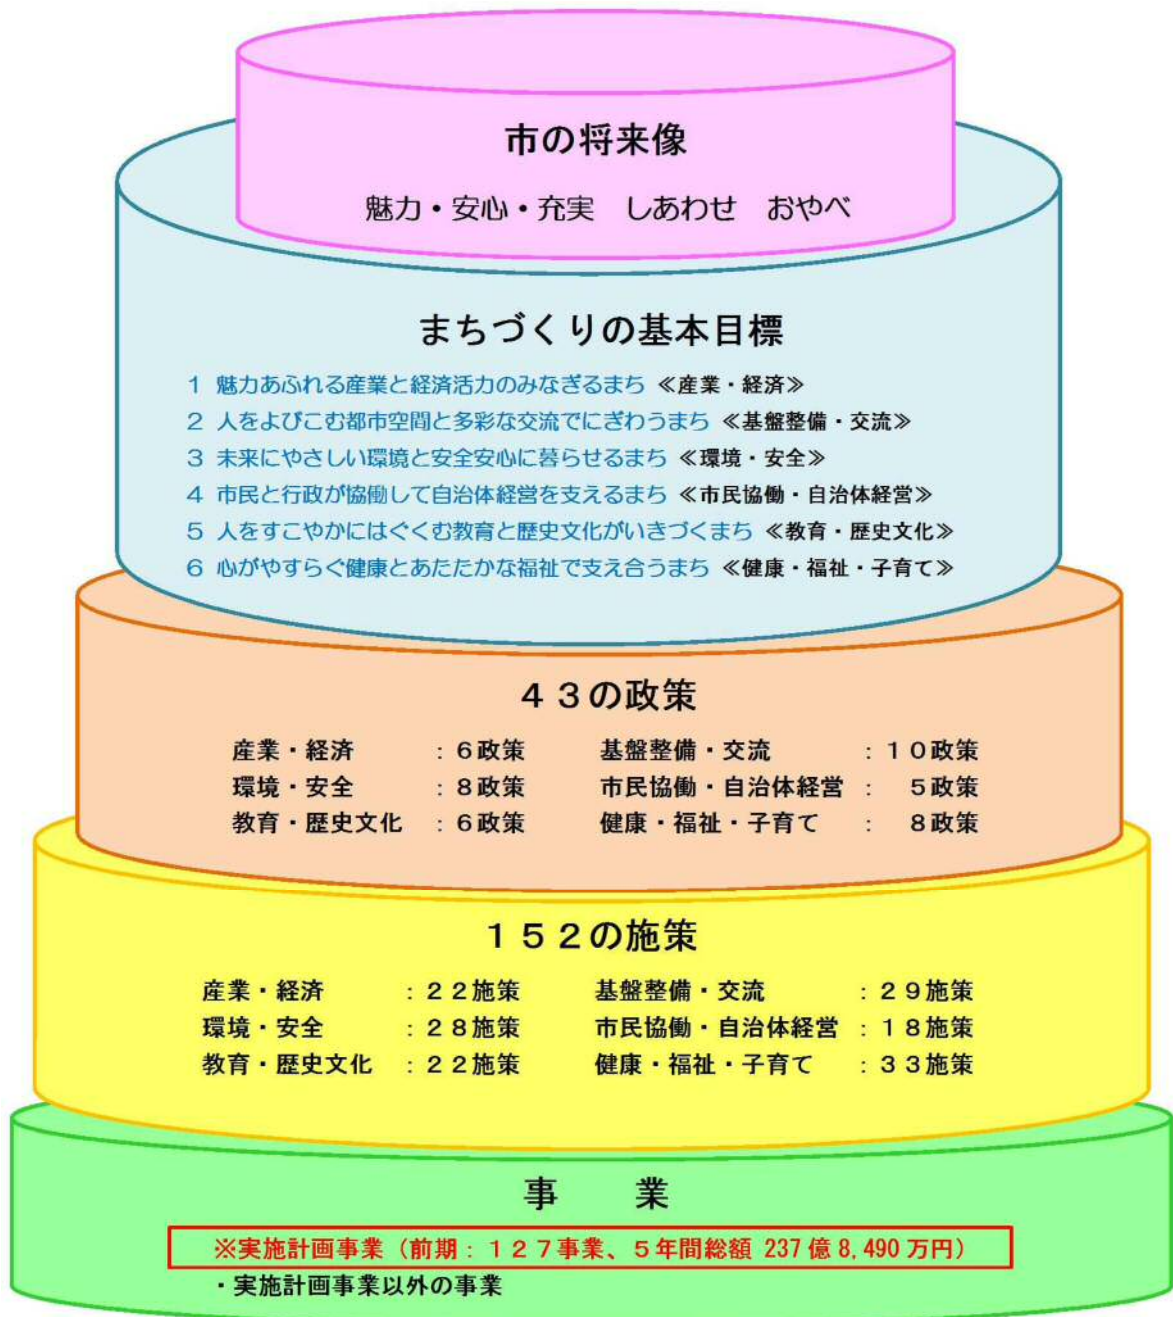 市の将来像
魅力・安心・充実　しあわせ　おやべ
まちづくりの基本目標
1 魅力あふれる産業と経済活力のみなぎるまち ≪産業・経済≫
2 人をよびこむ都市空間と多彩な交流でにぎわうまち ≪基盤整備・交流≫
3 未来にやさしい環境と安全安心に暮らせるまち ≪環境・安全≫
4 市民と行政が協働して自治体経営を支えるまち ≪市民協働・自治体経営≫
5 人をすこやかにはぐくむ教育と歴史文化がいきづくまち ≪教育・歴史文化≫
6 心がやすらぐ健康とあたたかな福祉で支え合うまち ≪健康・福祉・子育て≫
４３の政策
産業・経済　：６政策　基盤整備・交流　：１０政策
環境・安全　：８政策　市民協働・自治体経営　：　５政策
教育・歴史文化　：６政策　健康・福祉・子育て　：　８政策
１５２の施策
産業・経済　：２２施策　基盤整備・交流　：２９施策
環境・安全　：２８施策　市民協働・自治体経営　：１８施策
教育・歴史文化　：２２施策　健康・福祉・子育て　：３３施策
事　業
※実施計画事業（前期：１２７事業、５年間総額 237 億 8,490 万円）
・実施計画事業以外の事業